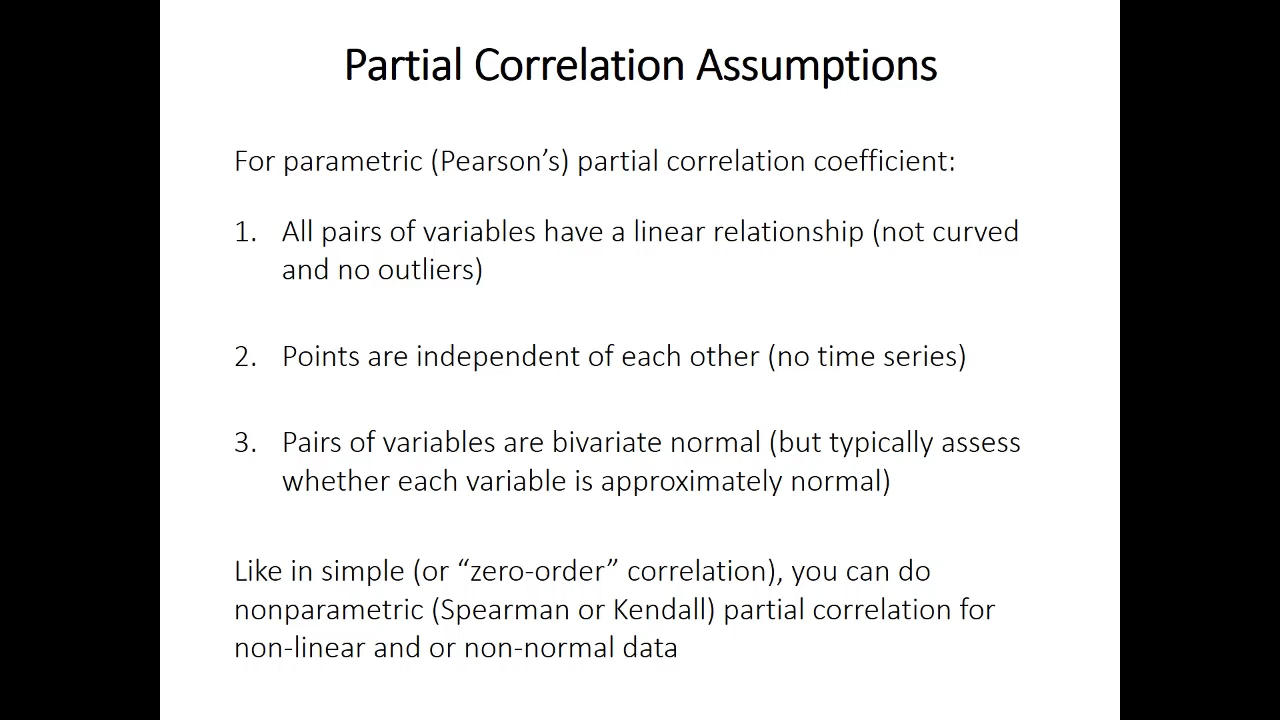 Partial Correlation Assumptions
For parametric (Pearson’s) partial correlation coefficient:
1. All pairs of variables have a linear relationship (not curved
and no outliers)
2. Points are independent of each other (no time series)
3. Pairs of variables are bivariate normal (but typically assess
whether each variable is approximately normal)
Like in simple (or “zero-order” correlation), you can do
nonparametric (Spearman or Kendall) partial correlation for
non-linear and or non-normal data